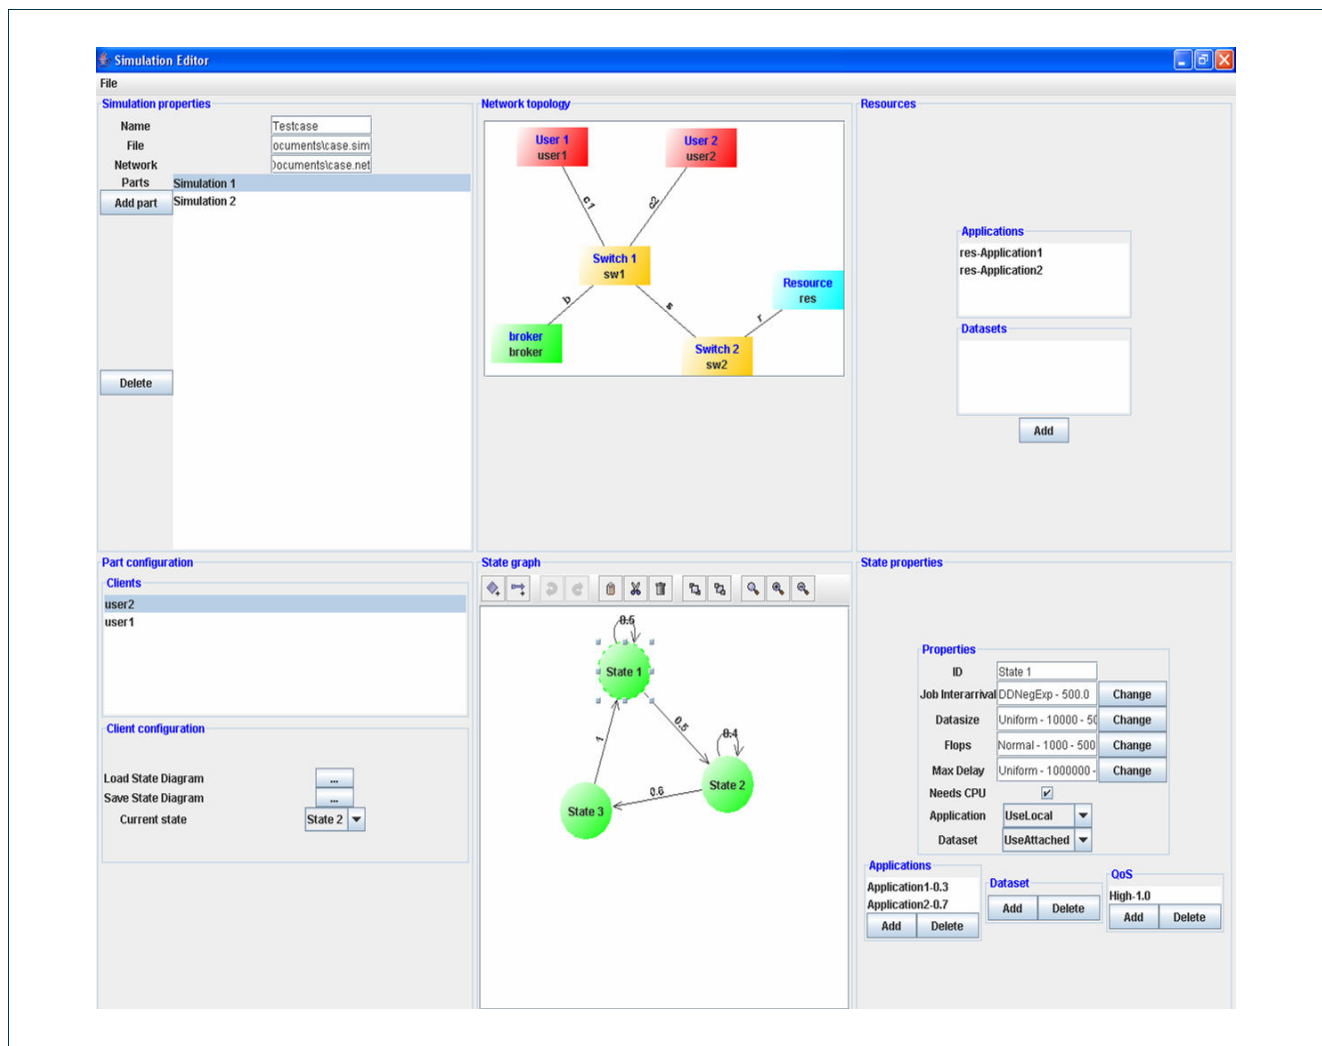 Simulation Editor
File
Simulation properties
Name Testcase
File ocuments\case.sim
Network )ocuments\case.net
Parts Simulation 1
Add part Simulation 2
Delete
Network topology
User 1
user1
User 2
user2
c1
c2
Switch 1
sw1
Resource
res
b
s
r
broker
broker
Switch 2
sw2
Resources
Applications
res-Application1
res-Application2
Datasets
Add
Part configuration
Clients
user2
user1
Client configuration
Load State Diagram ...
Save State Diagram ...
Current state State 2
State graph
0.5
State 1
0.5
0.4
1
State 2
0.6
State 3
State properties
Properties
ID State 1
Job Interarrival DDNegExp - 500.0 Change
Datasize Uniform - 10000 - 50 Change
Flops Normal - 1000 - 500 Change
Max Delay Uniform - 1000000 - Change
Needs CPU
Application UseLocal
Dataset UseAttached
Applications
Application1-0.3
Application2-0.7
Add Delete
Dataset
Add Delete
QoS
High-1.0
Add Delete